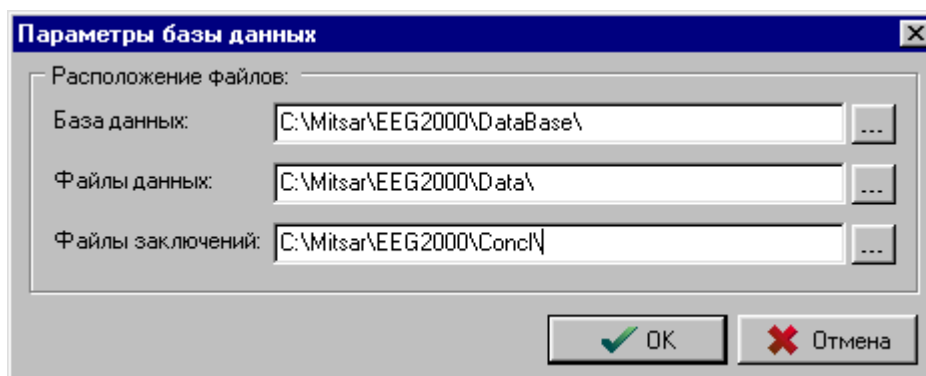 Параметры базы данных
Расположение файлов:
База данных: C:\Mitsar\EEG2000\DataBase\ ...
Файлы данных: C:\Mitsar\EEG2000\Data\ ...
Файлы заключений: C:\Mitsar\EEG2000\Concl\ ...
OK Отмена